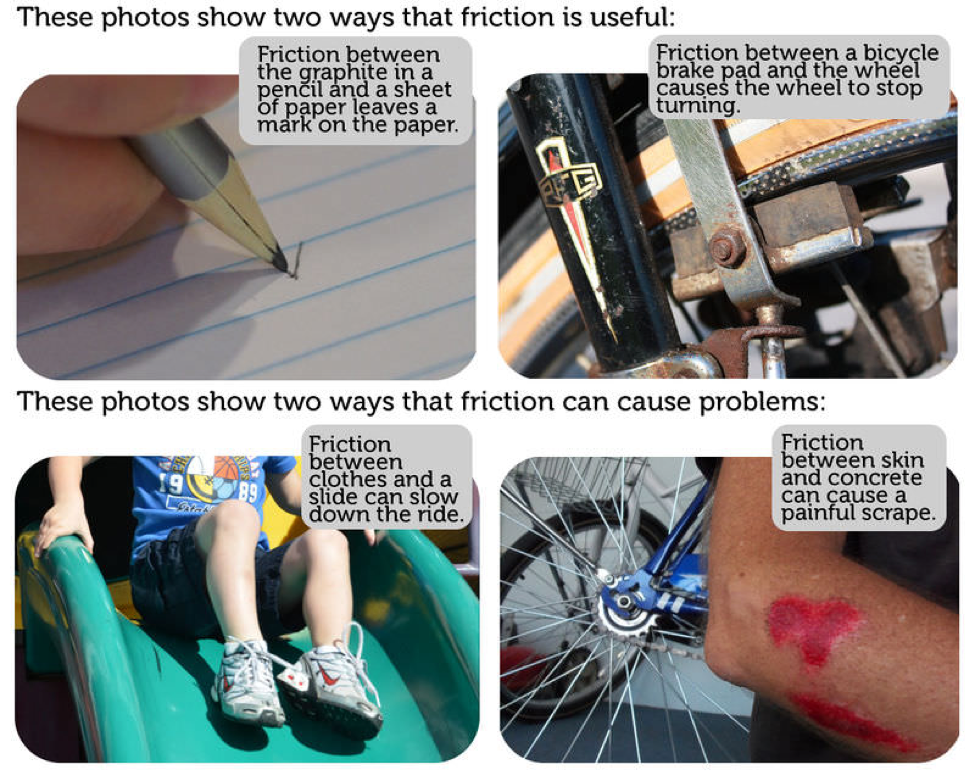 These photos show two ways that friction is useful:
Friction between
the graphite in a
pencil and a sheet
of paper leaves a
mark on the paper.
Friction between a bicycle
brake pad and the wheel
causes the wheel to stop
turning.
These photos show two ways that friction can cause problems:
Friction
between
clothes and a
slide can slow
down the ride.
19 89
Friction
between skin
and concrete
can cause a
painful scrape.